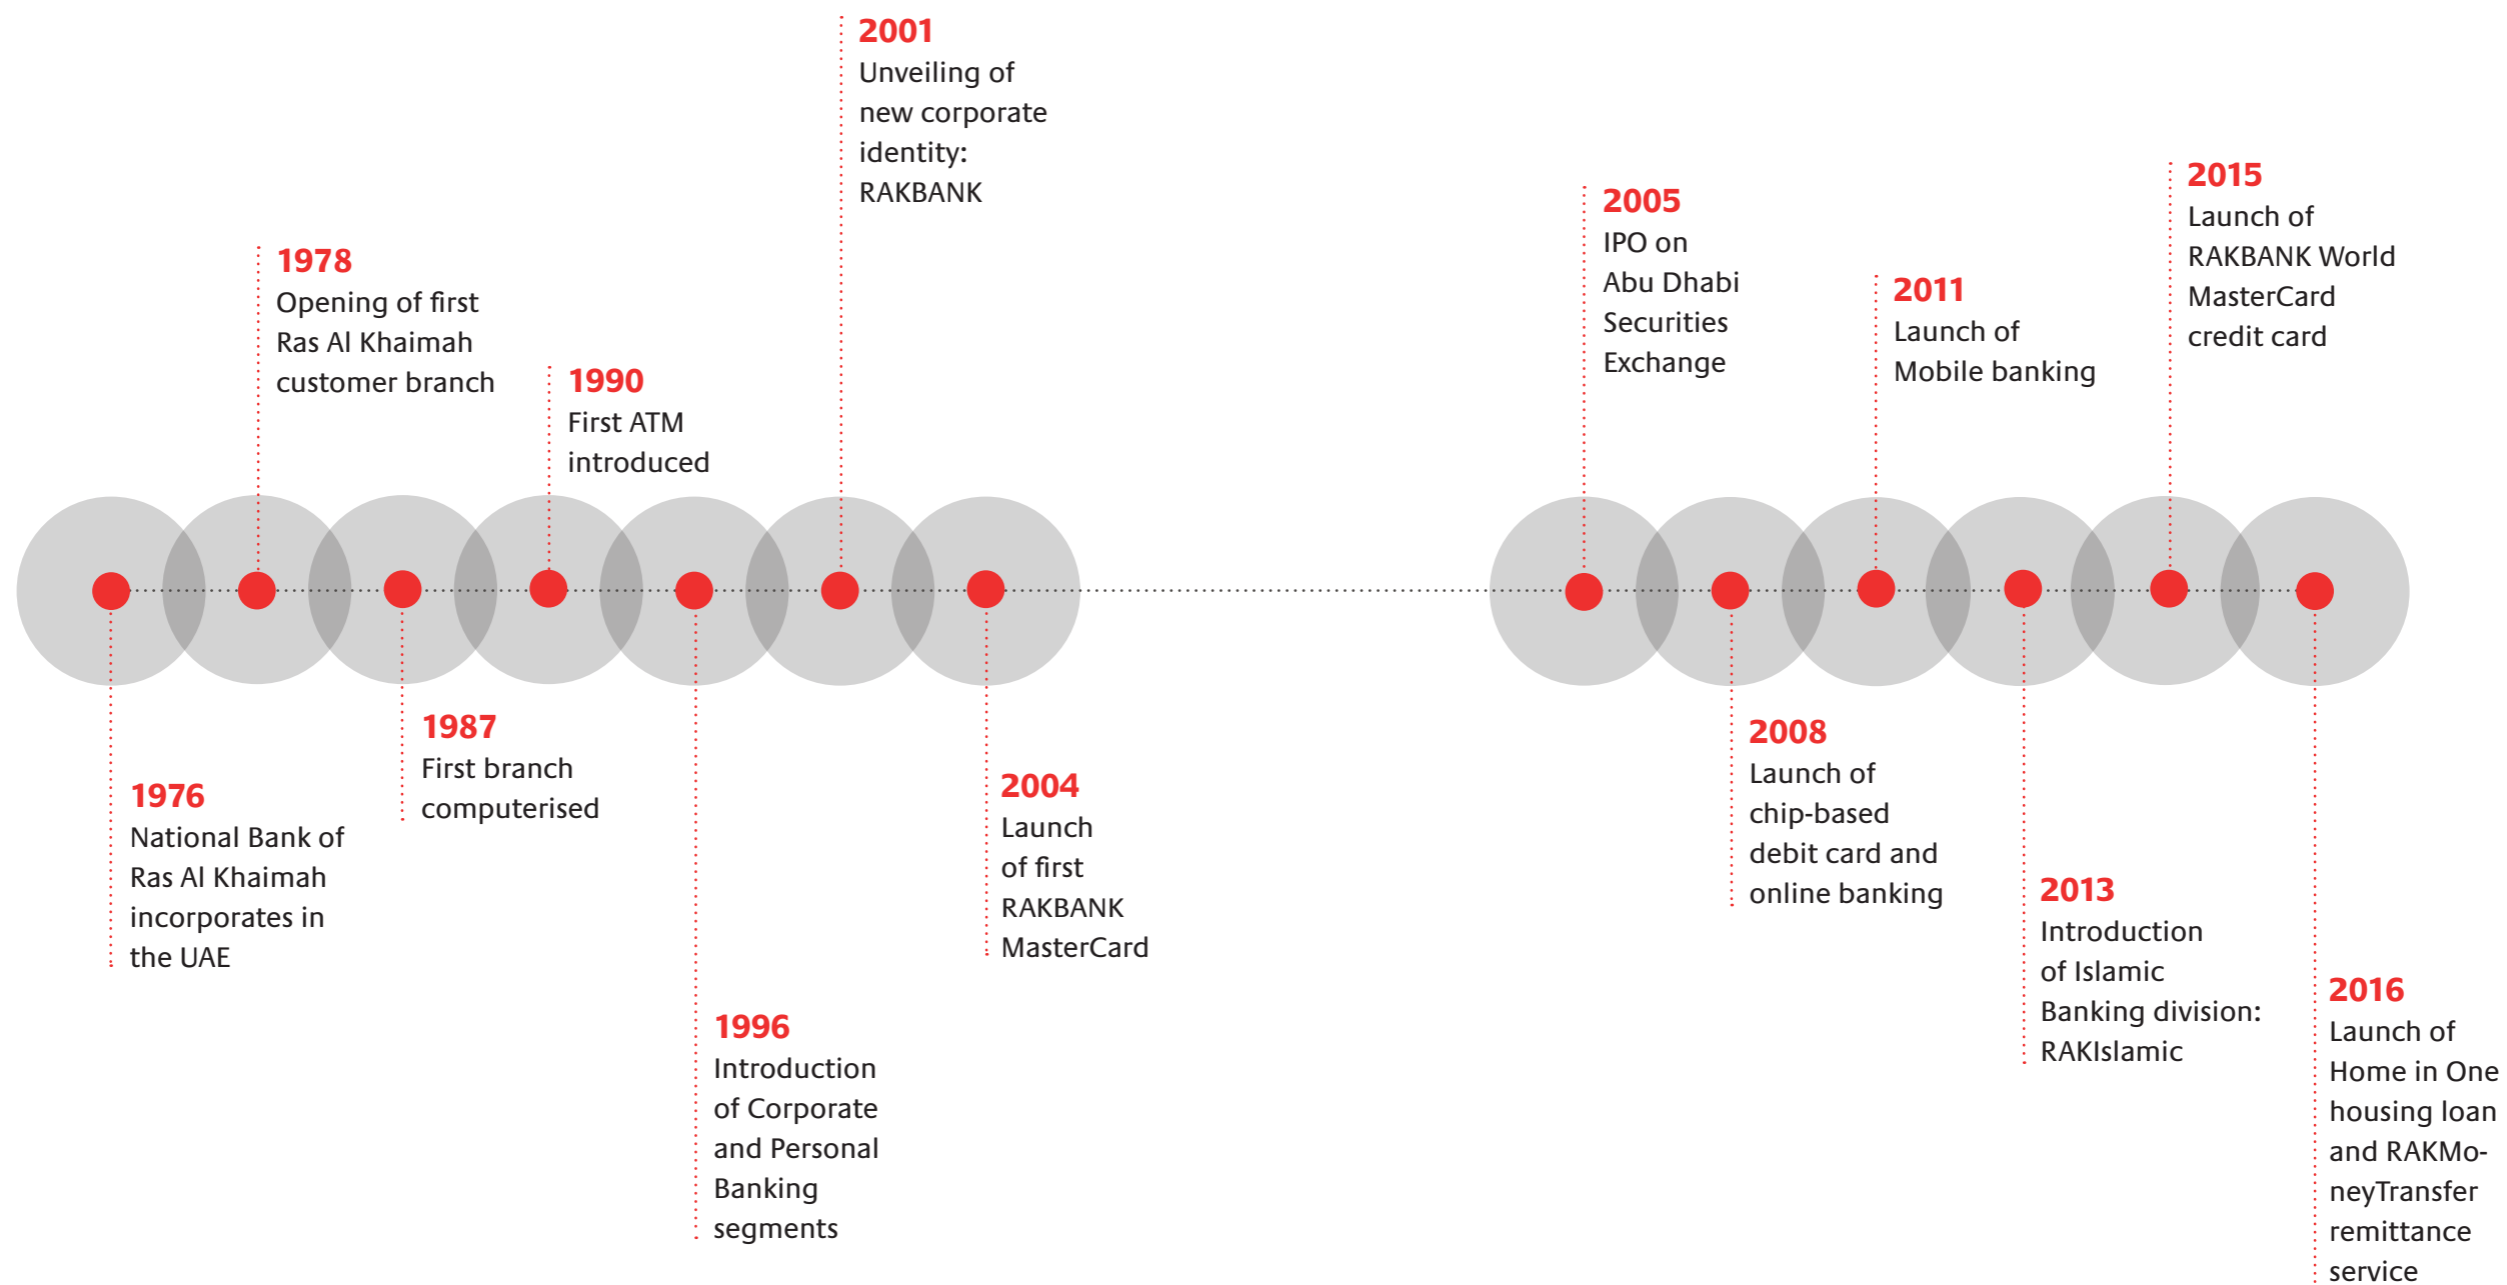 1976
National Bank of
Ras Al Khaimah
incorporates in
the UAE
1978
Opening of first
Ras Al Khaimah
customer branch
1987
First branch
computerised
1990
First ATM
introduced
1996
Introduction
of Corporate
and Personal
Banking
segments
2001
Unveiling of
new corporate
identity:
RAKBANK
2004
Launch
of first
RAKBANK
MasterCard
2005
IPO on
Abu Dhabi
Securities
Exchange
2008
Launch of
chip-based
debit card and
online banking
2011
Launch of
Mobile banking
2013
Introduction
of Islamic
Banking division:
RAKIslamic
2015
Launch of
RAKBANK World
MasterCard
credit card
2016
Launch of
Home in One
housing loan
and RAKMo-
neyTransfer
remittance
service